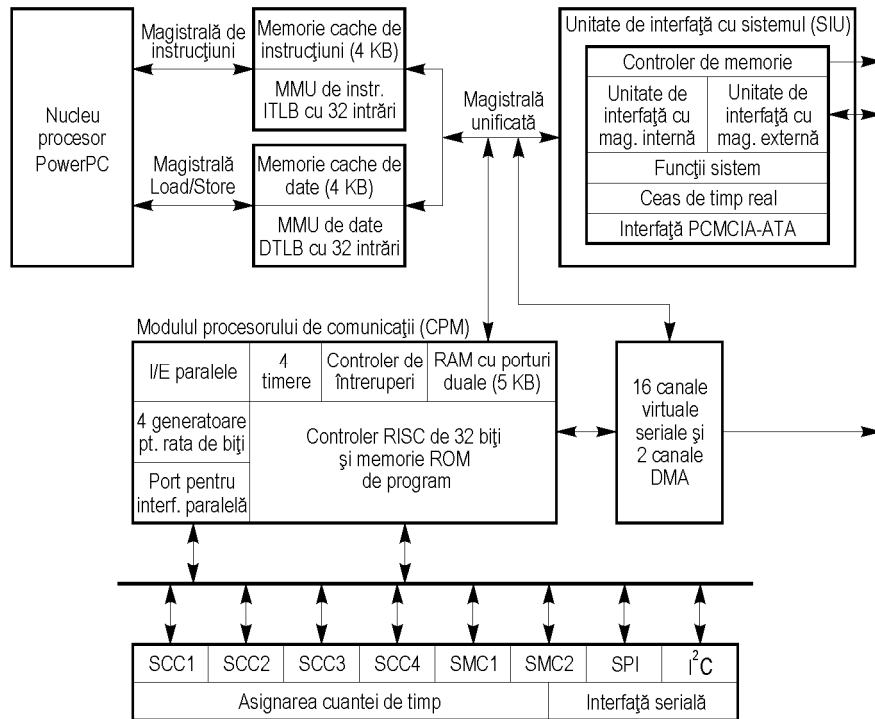 Magistrală de
instrucţiuni
Nucleu
procesor
PowerPC
Magistrală
Load/Store
Memorie cache de
instrucţiuni (4 KB)
MMU de instr.
ITLB cu 32 intrări
Memorie cache de
date (4 KB)
MMU de date
DTLB cu 32 intrări
Magistrală
unificată
Unitate de interfaţă cu sistemul (SIU)
Controler de memorie
Unitate de
interfaţă cu
mag. internă
Unitate de
interfaţă cu
mag. externă
Funcţii sistem
Ceas de timp real
Interfaţă PCMCIA-ATA
Modulul procesorului de comunicaţii (CPM)
I/E paralele
4
timere
Controler de
întreruperi
RAM cu porturi
duale (5 KB)
4 generatoare
pt. rata de biţi
Port pentru
interf. paralelă
Controler RISC de 32 biţi
şi memorie ROM
de program
16 canale
virtuale
seriale şi
2 canale
DMA
SCC1 SCC2 SCC3 SCC4 SMC1 SMC2 SPI I²C
Asignarea cuantei de timp Interfaţă serială